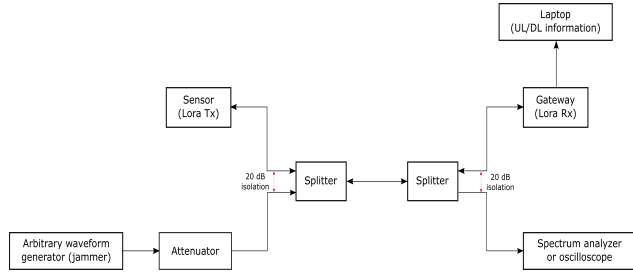 Laptop
(UL/DL information)
Sensor
(Lora Tx)
Gateway
(Lora Rx)
20 dB
isolation
Splitter
Splitter
20 dB
isolation
Arbitrary waveform
generator (jammer)
Attenuator
Spectrum analyzer
or oscilloscope